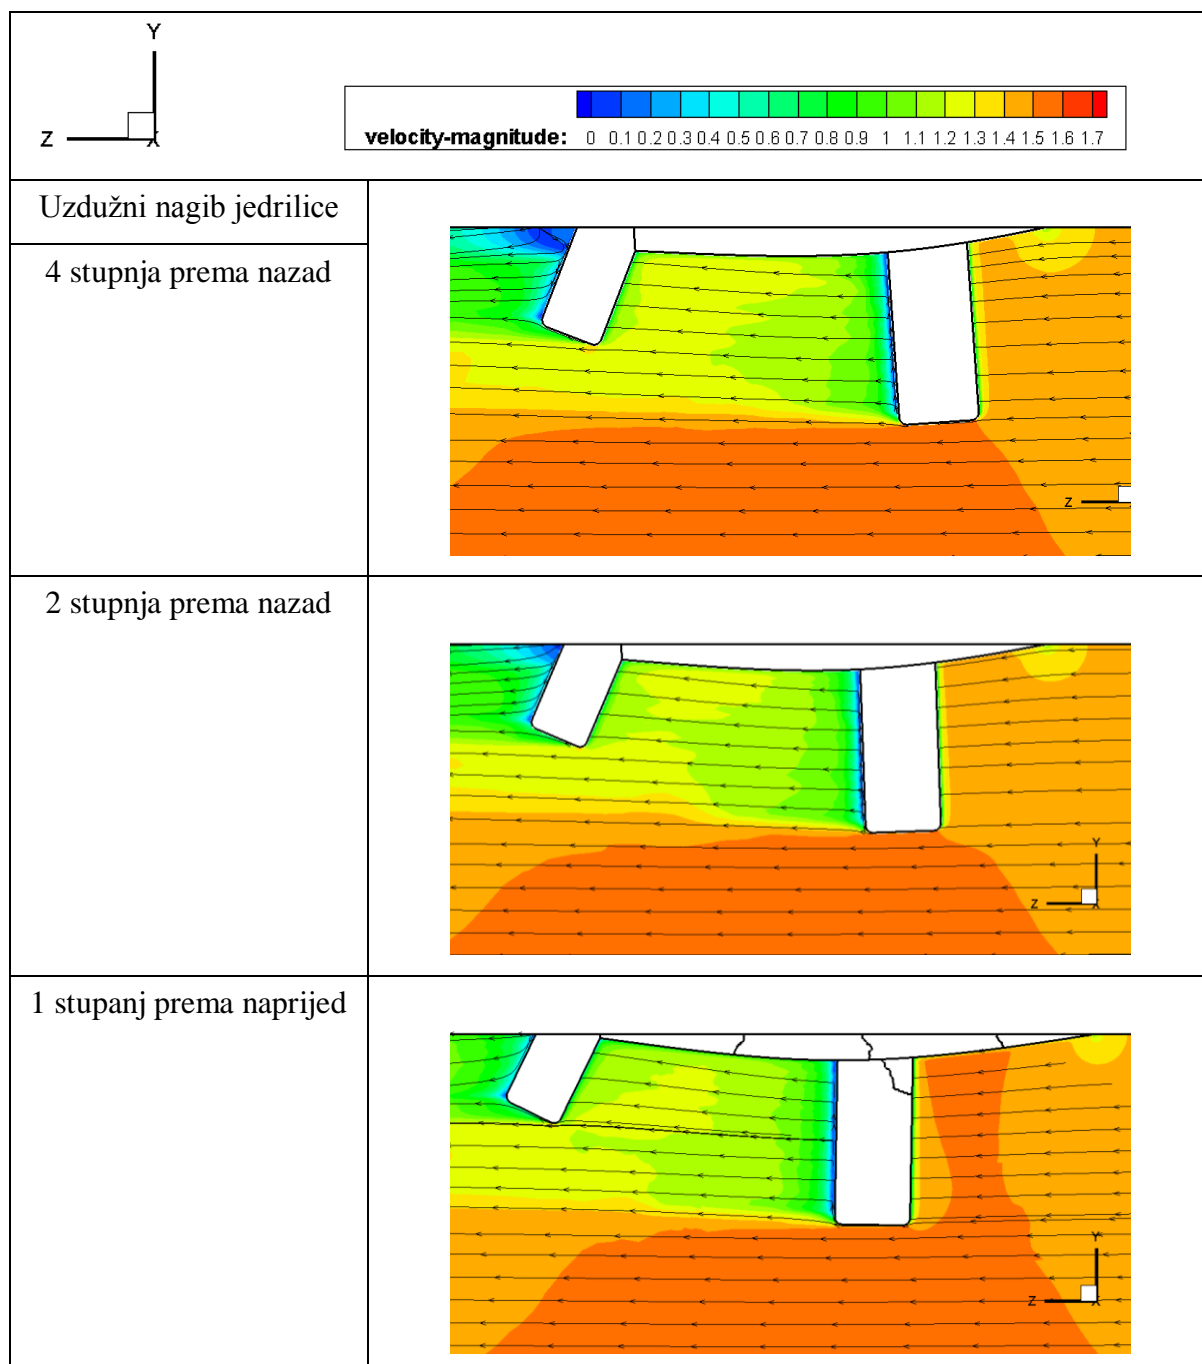 Y
Z X
velocity-magnitude: 0 0.1 0.2 0.3 0.4 0.5 0.6 0.7 0.8 0.9 1 1.1 1.2 1.3 1.4 1.5 1.6 1.7
Uzdužni nagib jedrilice
4 stupnja prema nazad
Z
2 stupnja prema nazad
Y
Z X
1 stupanj prema naprijed
Y
Z X